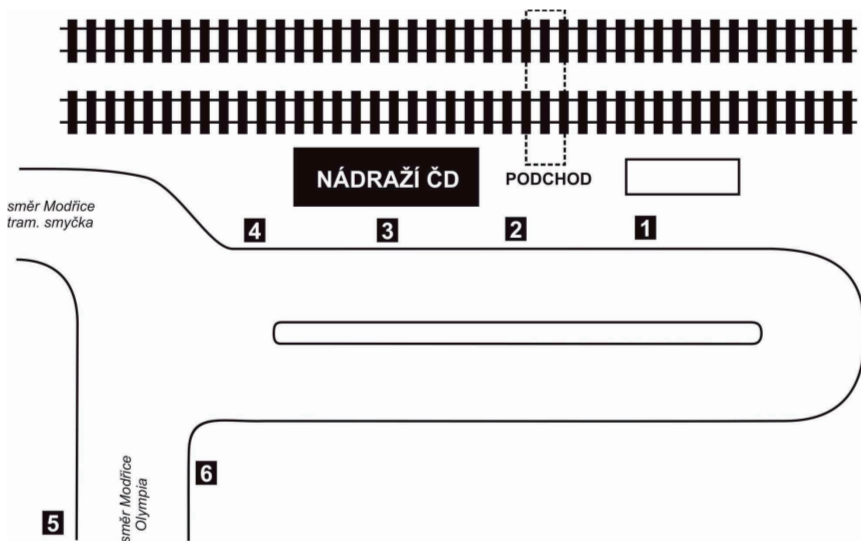 NÁDRAŽÍ ČD
PODCHOD
směr Modřice
tram. smyčka
4
3
2
1
6
5
směr Modřice
Olympia